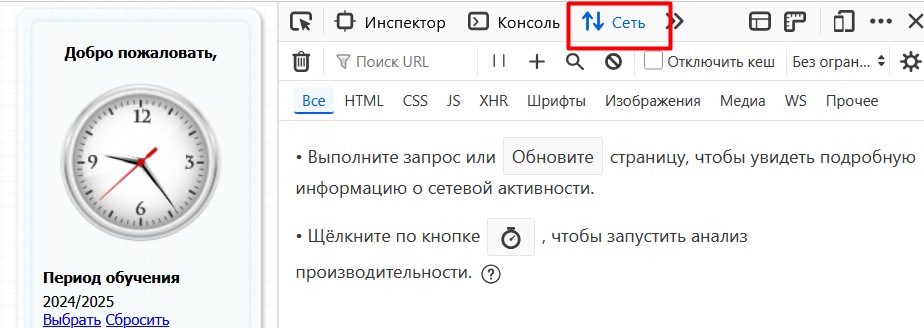 Добро пожаловать,
12
9
3
6
Период обучения
2024/2025
Выбрать Сбросить
Инспектор Консоль Сеть
Поиск URL Отключить кеш Без огран...
Все HTML CSS JS XHR Шрифты Изображения Медиа WS Прочее
• Выполните запрос или Обновите страницу, чтобы увидеть подробную
информацию о сетевой активности.
• Щёлкните по кнопке , чтобы запустить анализ
производительности. ?